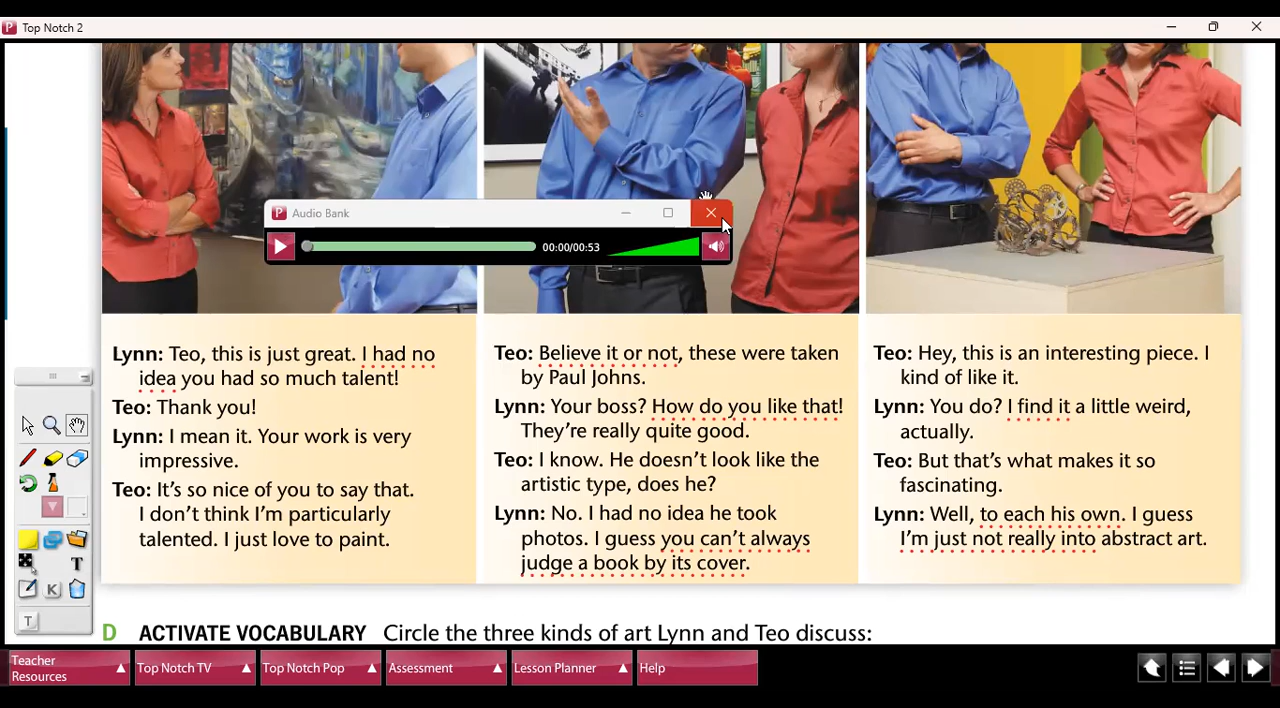 Top Notch 2
Audio Bank
00:00/00:53
Lynn: Teo, this is just great. I had no
idea you had so much talent!
Teo: Thank you!
Lynn: I mean it. Your work is very
impressive.
Teo: It's so nice of you to say that.
I don't think I'm particularly
talented. I just love to paint.
Teo: Believe it or not, these were taken
by Paul Johns.
Lynn: Your boss? How do you like that!
They're really quite good.
Teo: I know. He doesn't look like the
artistic type, does he?
Lynn: No. I had no idea he took
photos. I guess you can't always
judge a book by its cover.
Teo: Hey, this is an interesting piece. I
kind of like it.
Lynn: You do? I find it a little weird,
actually.
Teo: But that's what makes it so
fascinating.
Lynn: Well, to each his own. I guess
I'm just not really into abstract art.
D ACTIVATE VOCABULARY Circle the three kinds of art Lynn and Teo discuss:
T
K
T
Teacher
Resources
Top Notch TV
Top Notch Pop
Assessment
Lesson Planner
Help